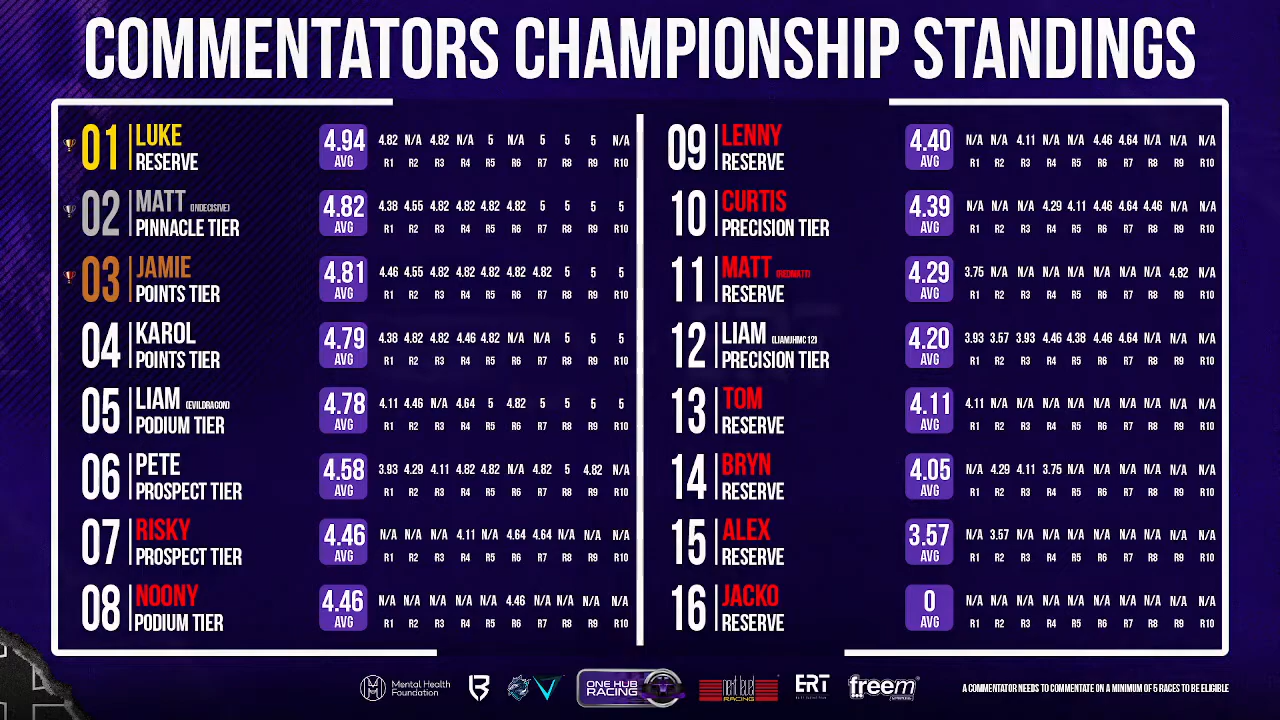 COMMENTATORS CHAMPIONSHIP STANDINGS
01 LUKE
RESERVE
4.94 AVG
4.82 N/A 4.82 N/A 5 N/A 5 5 5 N/A
R1 R2 R3 R4 R5 R6 R7 R8 R9 R10
02 MATT (INDECISIVE)
PINNACLE TIER
4.82 AVG
4.38 4.55 4.82 4.82 4.82 4.82 5 5 5 5
R1 R2 R3 R4 R5 R6 R7 R8 R9 R10
03 JAMIE
POINTS TIER
4.81 AVG
4.46 4.55 4.82 4.82 4.82 4.82 4.82 5 5 5
R1 R2 R3 R4 R5 R6 R7 R8 R9 R10
04 KAROL
POINTS TIER
4.79 AVG
4.38 4.82 4.82 4.46 4.82 N/A N/A 5 5 5
R1 R2 R3 R4 R5 R6 R7 R8 R9 R10
05 LIAM (EVILDRAGON)
PODIUM TIER
4.78 AVG
4.11 4.46 N/A 4.64 5 4.82 5 5 5 5
R1 R2 R3 R4 R5 R6 R7 R8 R9 R10
06 PETE
PROSPECT TIER
4.58 AVG
3.93 4.29 4.11 4.82 4.82 N/A 4.82 5 4.82 N/A
R1 R2 R3 R4 R5 R6 R7 R8 R9 R10
07 RISKY
PROSPECT TIER
4.46 AVG
N/A N/A N/A 4.11 N/A 4.64 4.64 N/A N/A N/A
R1 R2 R3 R4 R5 R6 R7 R8 R9 R10
08 NOONY
PODIUM TIER
4.46 AVG
N/A N/A N/A N/A N/A 4.46 N/A N/A N/A N/A
R1 R2 R3 R4 R5 R6 R7 R8 R9 R10
09 LENNY
RESERVE
4.40 AVG
N/A N/A 4.11 N/A N/A 4.46 4.64 N/A N/A N/A
R1 R2 R3 R4 R5 R6 R7 R8 R9 R10
10 CURTIS
PRECISION TIER
4.39 AVG
N/A N/A N/A 4.29 4.11 4.46 4.64 4.46 N/A N/A
R1 R2 R3 R4 R5 R6 R7 R8 R9 R10
11 MATT
RESERVE
4.29 AVG
3.75 N/A N/A N/A N/A N/A N/A N/A 4.82 N/A
R1 R2 R3 R4 R5 R6 R7 R8 R9 R10
12 LIAM (LIAMJHMC12)
PRECISION TIER
4.20 AVG
3.93 3.57 3.93 4.46 4.38 4.46 4.64 N/A N/A N/A
R1 R2 R3 R4 R5 R6 R7 R8 R9 R10
13 TOM
RESERVE
4.11 AVG
4.11 N/A N/A N/A N/A N/A N/A N/A N/A N/A
R1 R2 R3 R4 R5 R6 R7 R8 R9 R10
14 BRYN
RESERVE
4.05 AVG
N/A 4.29 4.11 3.75 N/A N/A N/A N/A N/A N/A
R1 R2 R3 R4 R5 R6 R7 R8 R9 R10
15 ALEX
RESERVE
3.57 AVG
N/A 3.57 N/A N/A N/A N/A N/A N/A N/A N/A
R1 R2 R3 R4 R5 R6 R7 R8 R9 R10
16 JACKO
RESERVE
0 AVG
N/A N/A N/A N/A N/A N/A N/A N/A N/A N/A
R1 R2 R3 R4 R5 R6 R7 R8 R9 R10
Mental Health
Foundation
ONE HUB
RACING
next level
RACING
ERT
freem
A COMMENTATOR NEEDS TO COMMENTATE ON A MINIMUM OF 5 RACES TO BE ELIGIBLE